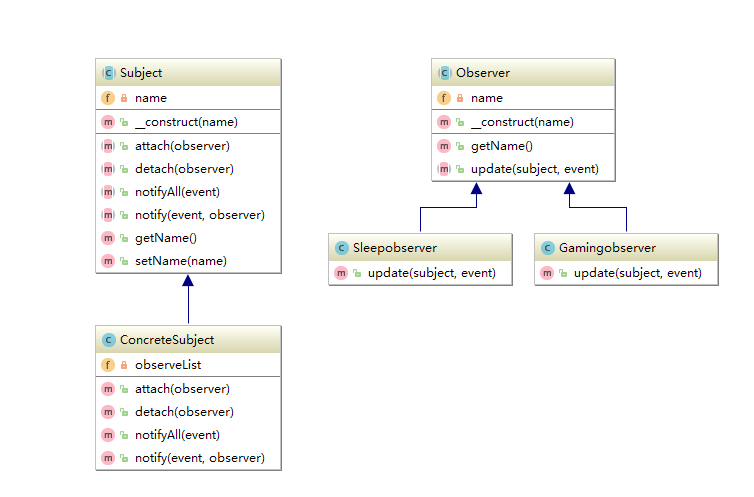 Subject
name
__construct(name)
attach(observer)
detach(observer)
notifyAll(event)
notify(event, observer)
getName()
setName(name)
Observer
name
__construct(name)
getName()
update(subject, event)
Sleepobserver
update(subject, event)
Gamingobserver
update(subject, event)
ConcreteSubject
observeList
attach(observer)
detach(observer)
notifyAll(event)
notify(event, observer)